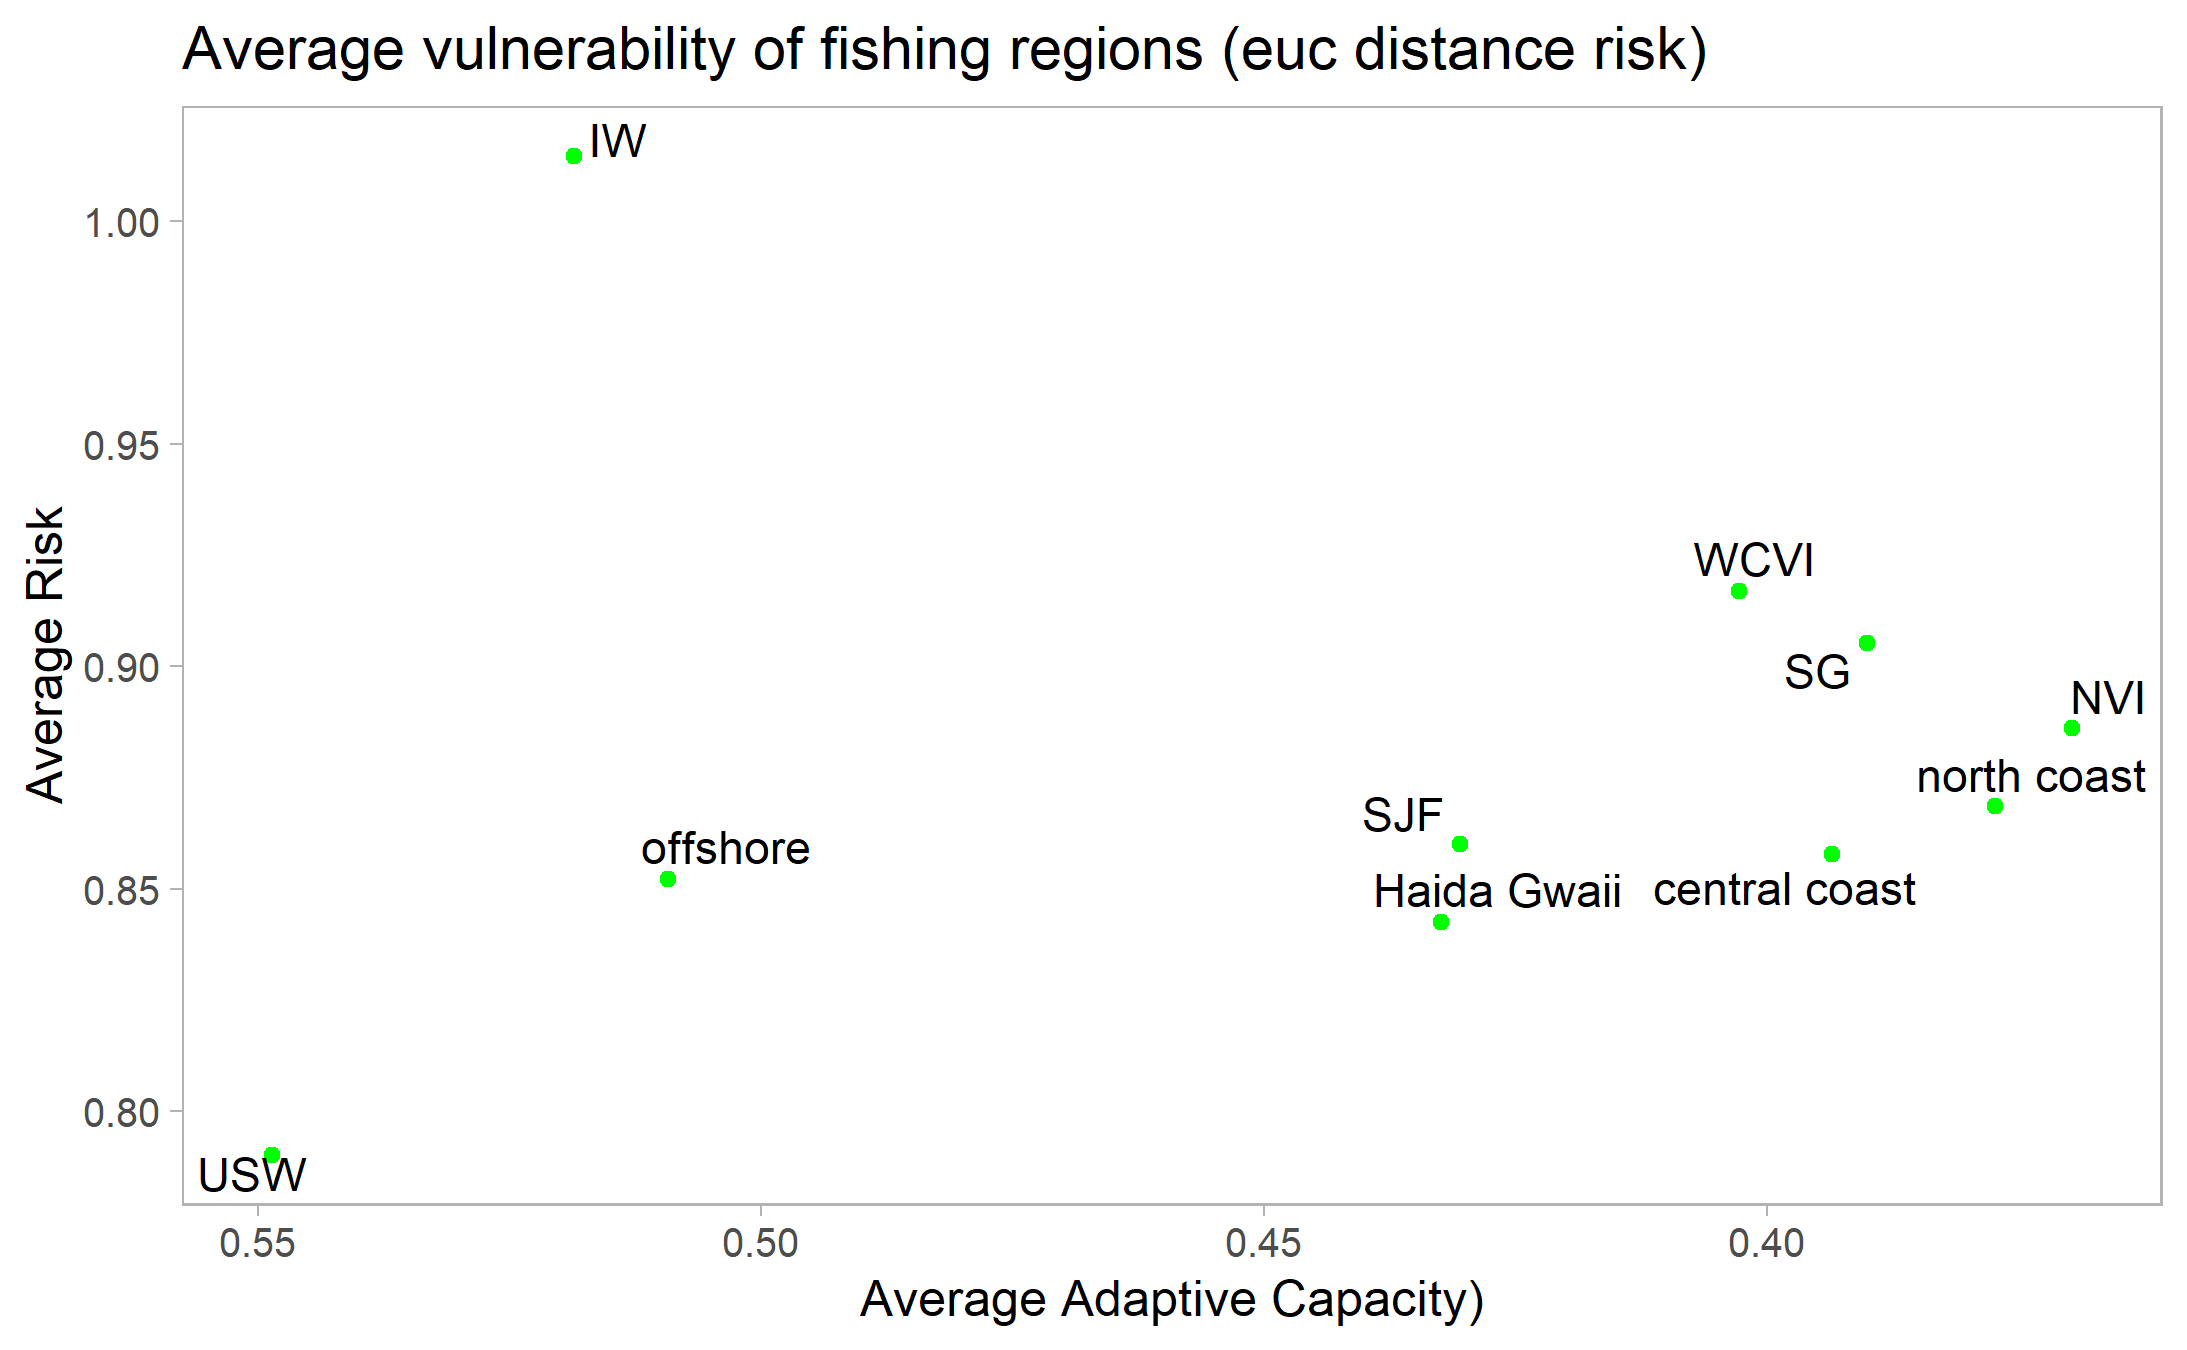 Average vulnerability of fishing regions (euc distance risk)
IW
1.00
0.95
WCVI
Average Risk
0.90
SG
NVI
north coast
SJF
offshore
0.85
Haida Gwaii
central coast
0.80
USW
0.55
0.50
0.45
0.40
Average Adaptive Capacity)